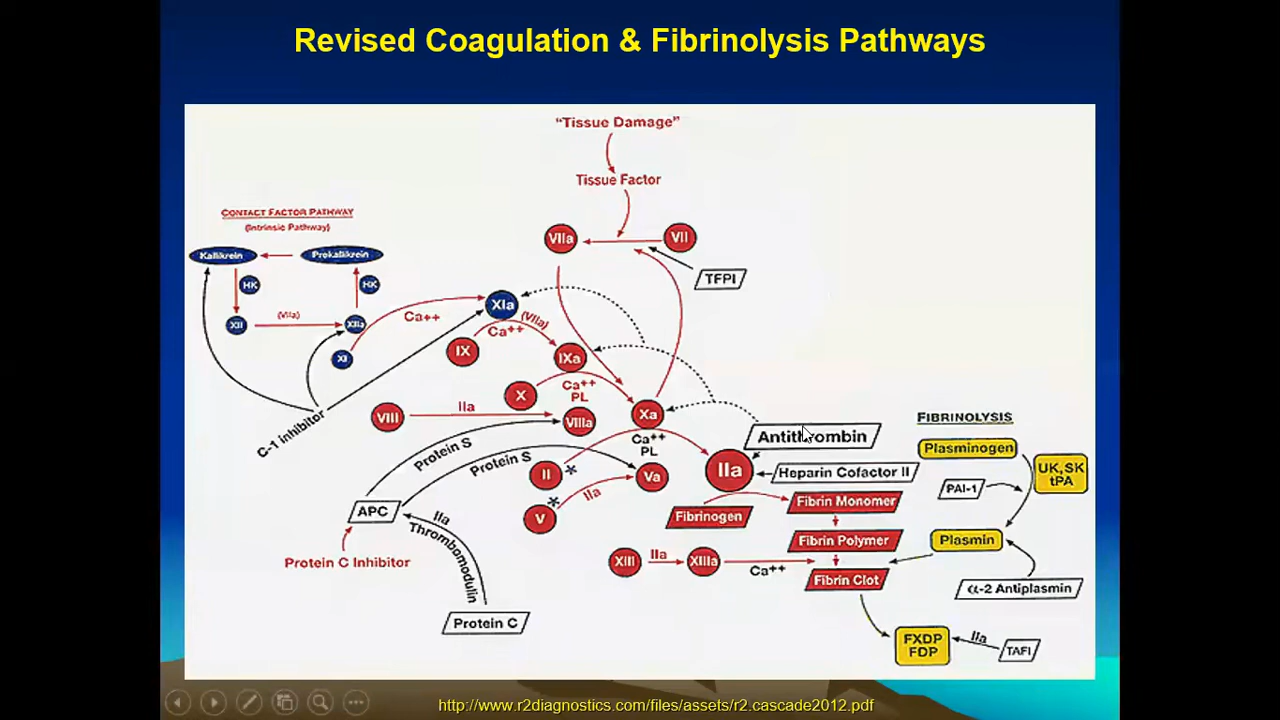 Revised Coagulation & Fibrinolysis Pathways
"Tissue Damage"
Tissue Factor
CONTACT FACTOR PATHWAY
(Intrinsic Pathway)
Kallikrein
Prokallikrein
HK
HK
XII
(VIIa)
XIIa
XI
Ca++
XIa
VIIa
VII
TFPI
IX
Ca++
(VIIa)
IXa
X
Ca++
PL
Xa
VIII
IIa
VIIIa
Ca++
PL
C-1 inhibitor
Protein S
Protein S
II
*
IIa
Va
V
*
IIa
Antithrombin
Heparin Cofactor II
Fibrinogen
Fibrin Monomer
Fibrin Polymer
Fibrin Clot
XIII
IIa
XIIIa
Ca++
APC
IIa
Thrombomodulin
Protein C Inhibitor
Protein C
FIBRINOLYSIS
Plasminogen
UK, SK
tPA
PAI-1
Plasmin
α-2 Antiplasmin
FXDP
FDP
IIa
TAFI
http://www.r2diagnostics.com/files/assets/r2.cascade2012.pdf